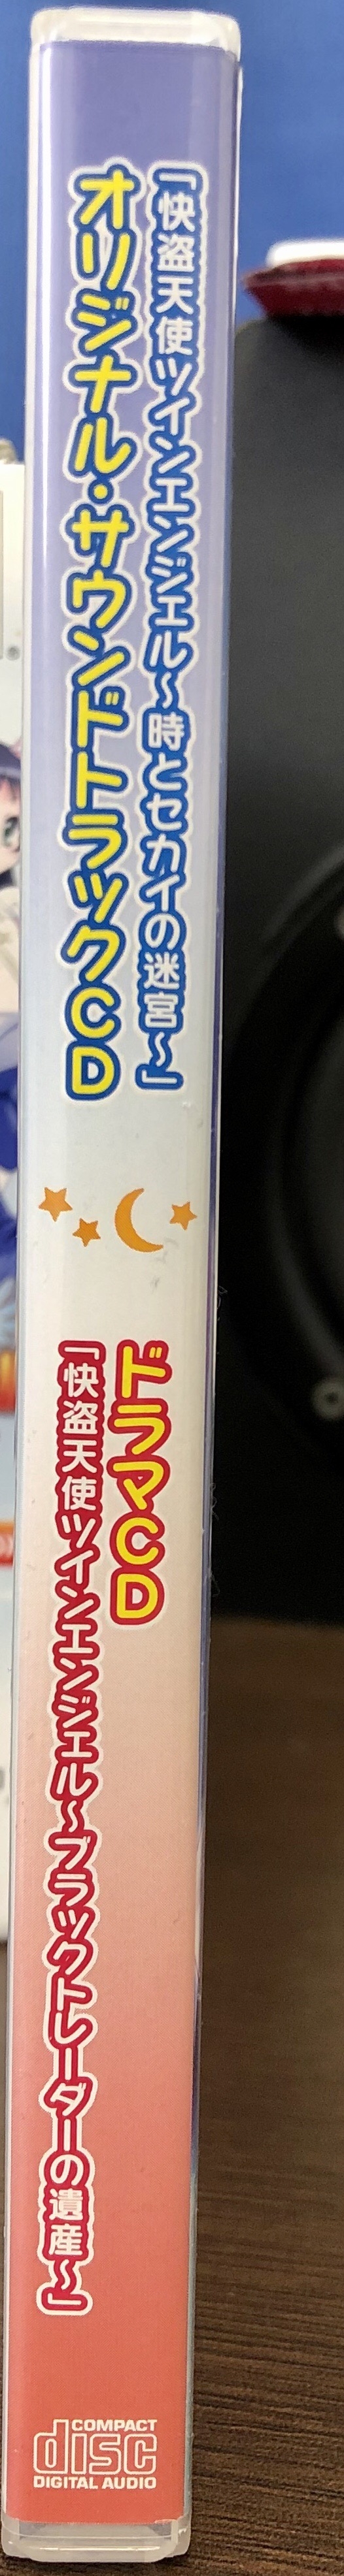 「快盗天使ツインエンジェル～時とセカイの迷宮～」
オリジナル・サウンドトラックCD
ドラマCD
「快盗天使ツインエンジェル～ブラックトレーダーの遺産～」
COMPACT
disc
DIGITAL AUDIO